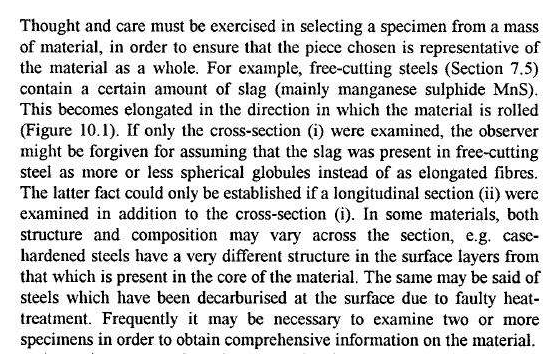 Thought and care must be exercised in selecting a specimen from a mass
of material, in order to ensure that the piece chosen is representative of
the material as a whole. For example, free-cutting steels (Section 7.5)
contain a certain amount of slag (mainly manganese sulphide MnS).
This becomes elongated in the direction in which the material is rolled
(Figure 10.1). If only the cross-section (i) were examined, the observer
might be forgiven for assuming that the slag was present in free-cutting
steel as more or less spherical globules instead of as elongated fibres.
The latter fact could only be established if a longitudinal section (ii) were
examined in addition to the cross-section (i). In some materials, both
structure and composition may vary across the section, e.g. case-
hardened steels have a very different structure in the surface layers from
that which is present in the core of the material. The same may be said of
steels which have been decarburised at the surface due to faulty heat-
treatment. Frequently it may be necessary to examine two or more
specimens in order to obtain comprehensive information on the material.